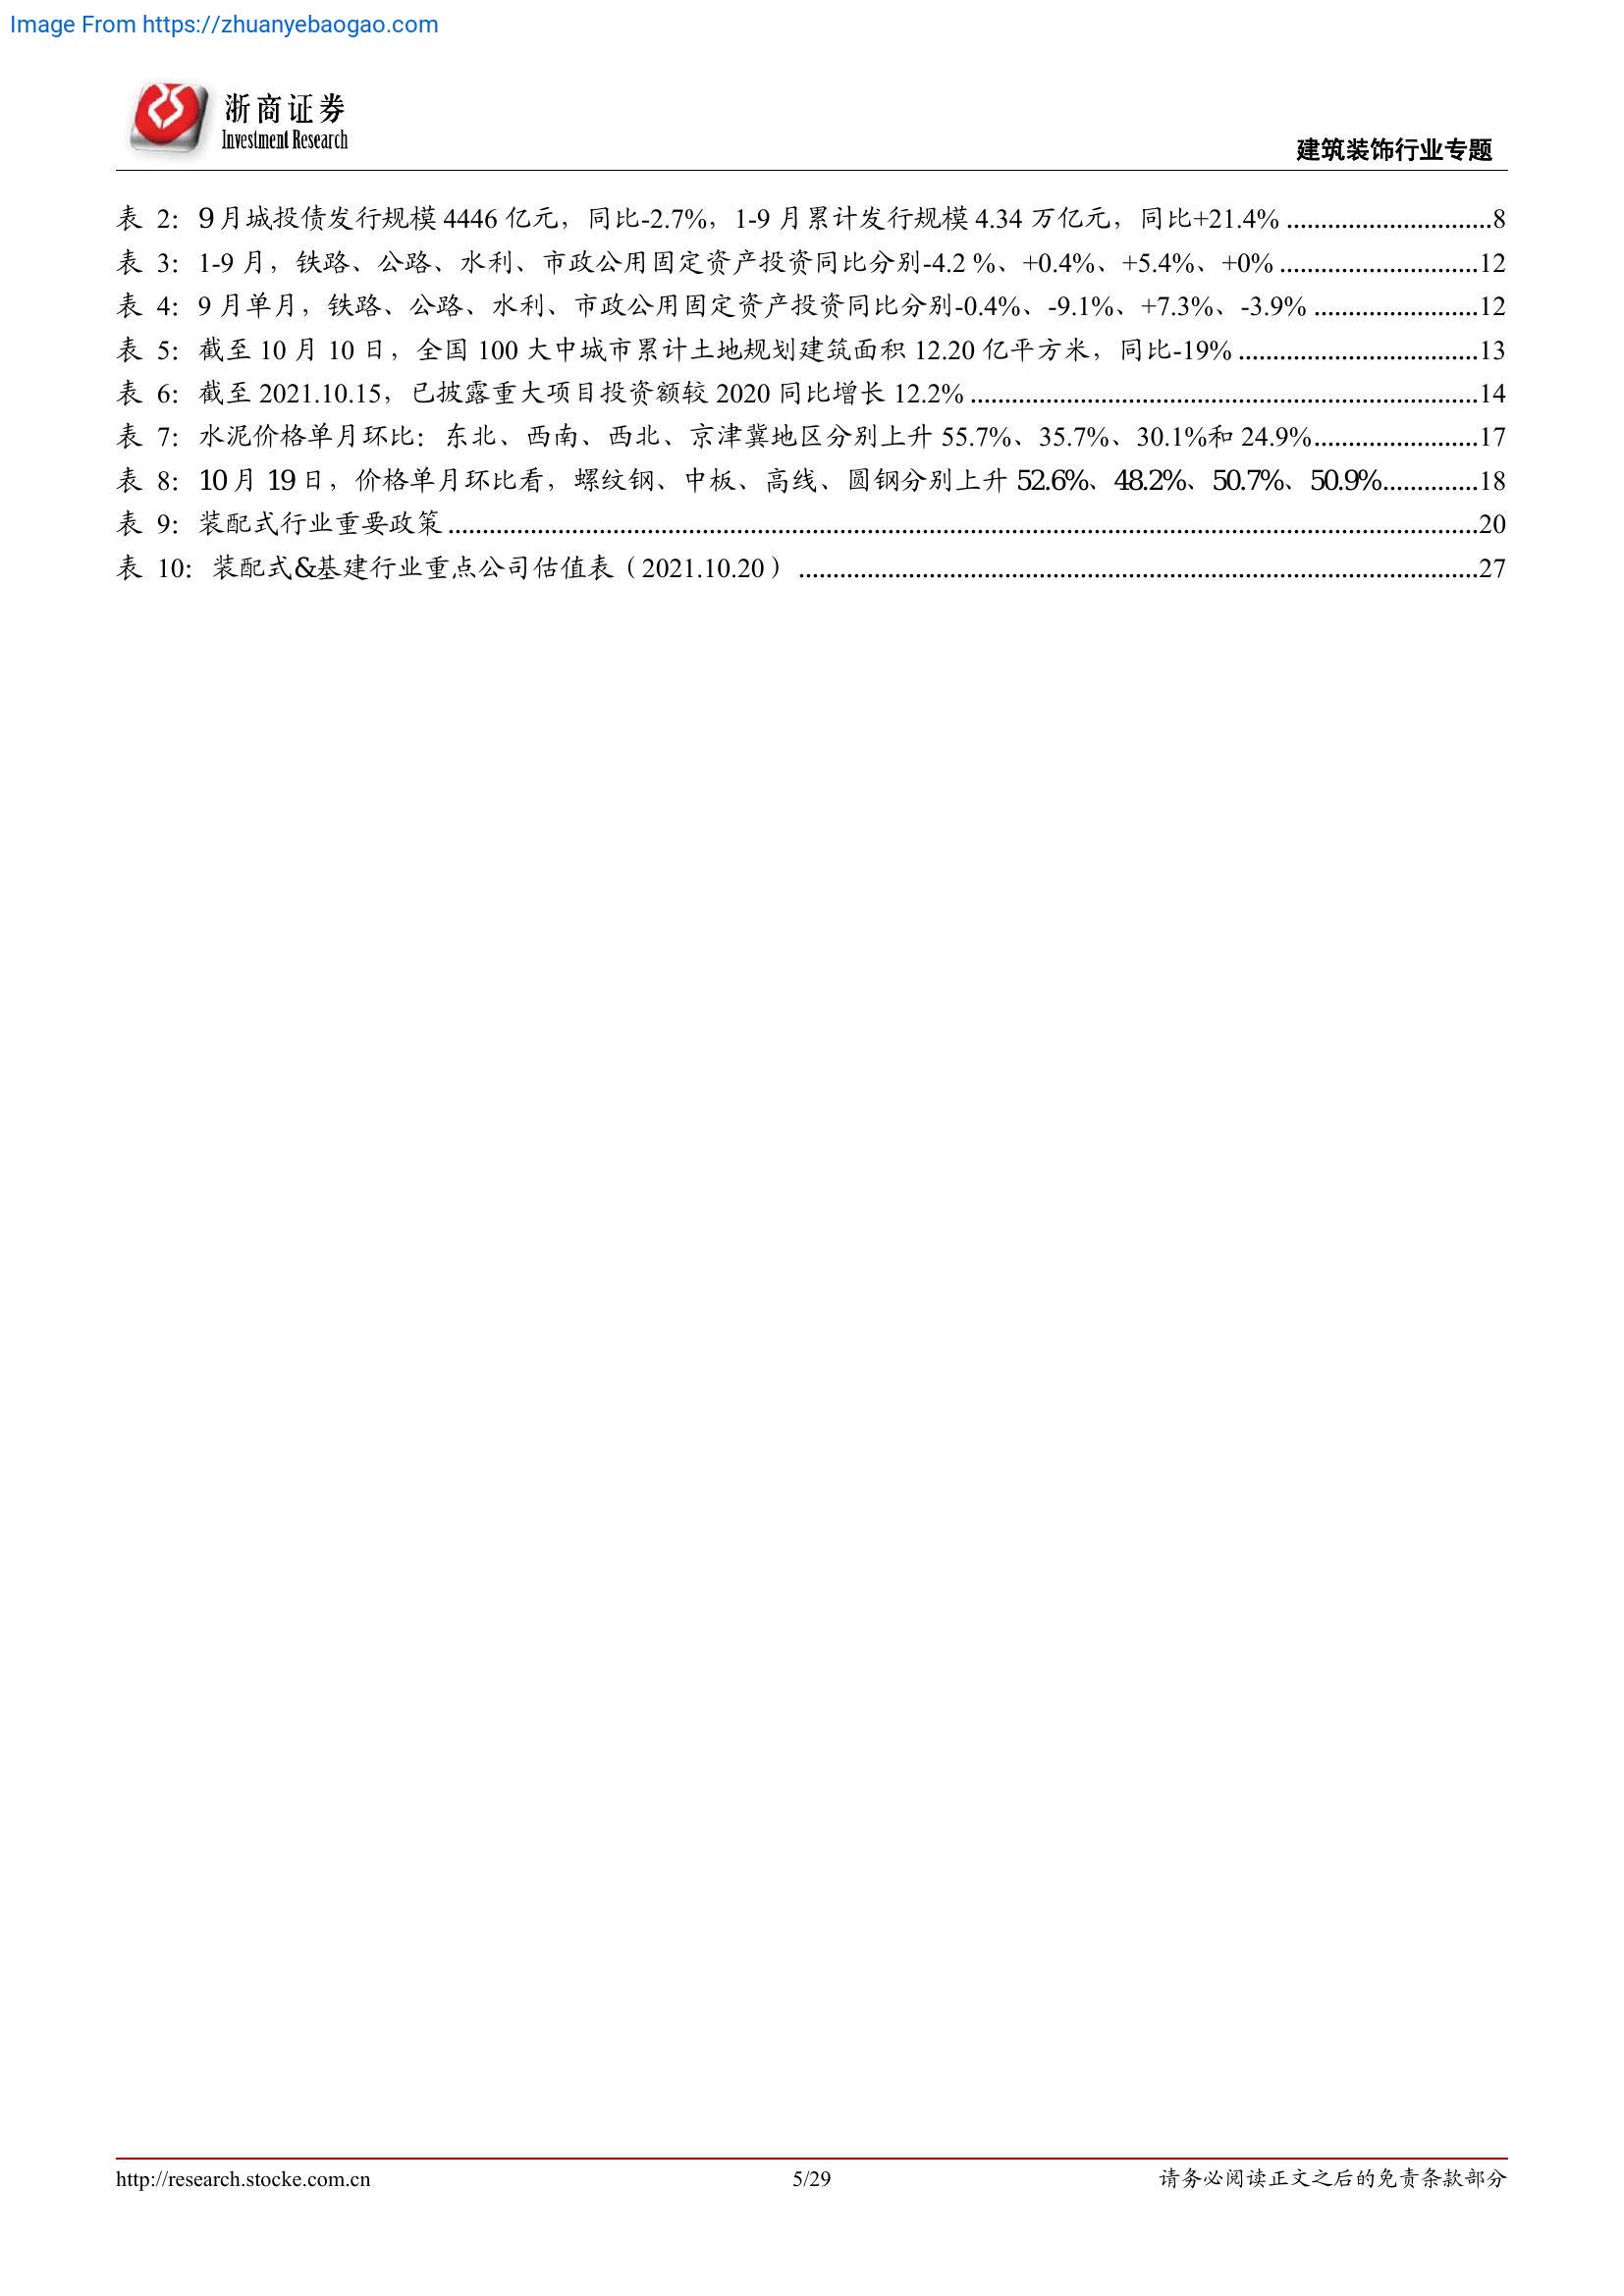 Image From https://zhuanyebaogao.com
浙商证券
Investment Research
建筑装饰行业专题
表 2：9月城投债发行规模 4446 亿元，同比-2.7%，1-9 月累计发行规模 4.34 万亿元，同比+21.4% ..............................8
表 3：1-9 月，铁路、公路、水利、市政公用固定资产投资同比分别-4.2 %、+0.4%、+5.4%、+0% .............................12
表 4：9 月单月，铁路、公路、水利、市政公用固定资产投资同比分别-0.4%、-9.1%、+7.3%、-3.9% ........................12
表 5：截至 10 月 10 日，全国 100 大中城市累计土地规划建筑面积 12.20 亿平方米，同比-19% ...................................13
表 6：截至 2021.10.15，已披露重大项目投资额较 2020 同比增长 12.2% ..........................................................................14
表 7：水泥价格单月环比：东北、西南、西北、京津冀地区分别上升 55.7%、35.7%、30.1%和 24.9%........................17
表 8：10 月 19 日，价格单月环比看，螺纹钢、中板、高线、圆钢分别上升 52.6%、48.2%、50.7%、50.9%..............18
表 9：装配式行业重要政策 ......................................................................................................................................................20
表 10：装配式&基建行业重点公司估值表（2021.10.20） ...................................................................................................27
http://research.stocke.com.cn
5/29
请务必阅读正文之后的免责条款部分